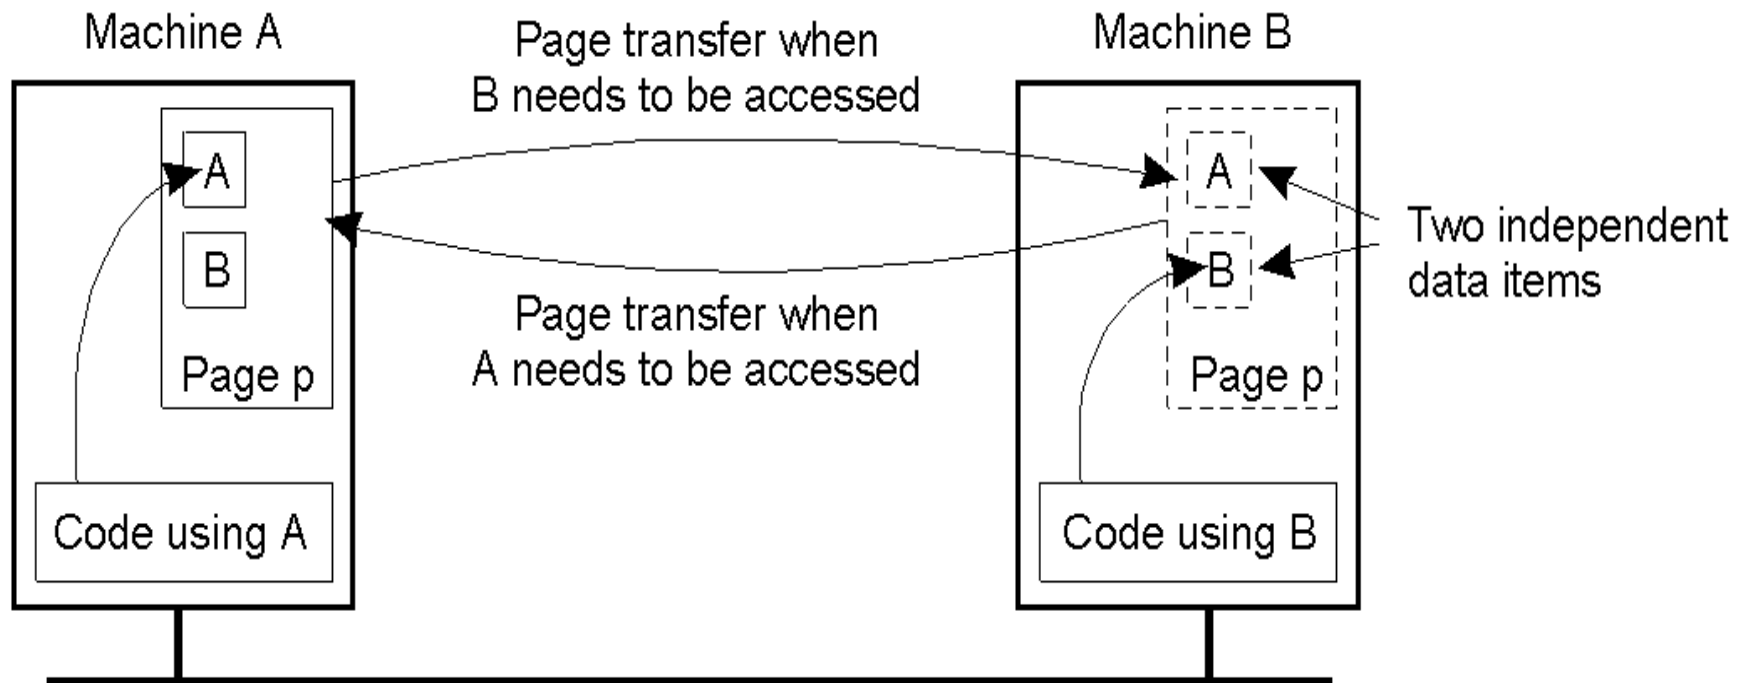 Machine A
Page transfer when
B needs to be accessed
Machine B
A
B
Page p
Code using A
Page transfer when
A needs to be accessed
A
B
Page p
Code using B
Two independent
data items